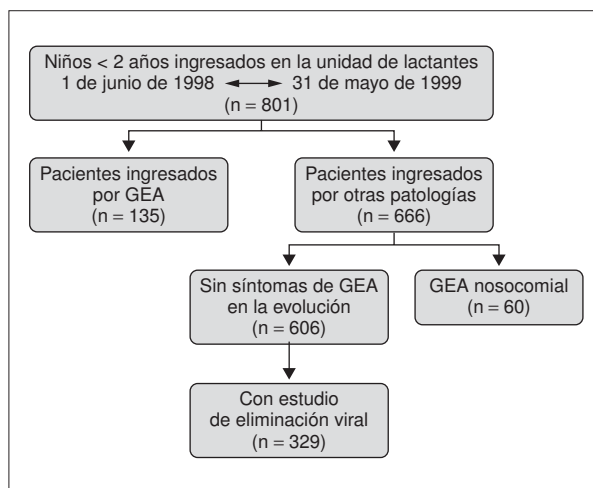 Niños < 2 años ingresados en la unidad de lactantes
1 de junio de 1998 ↔ 31 de mayo de 1999
(n = 801)
Pacientes ingresados
por GEA
(n = 135)
Pacientes ingresados
por otras patologías
(n = 666)
Sin síntomas de GEA
en la evolución
(n = 606)
GEA nosocomial
(n = 60)
Con estudio
de eliminación viral
(n = 329)